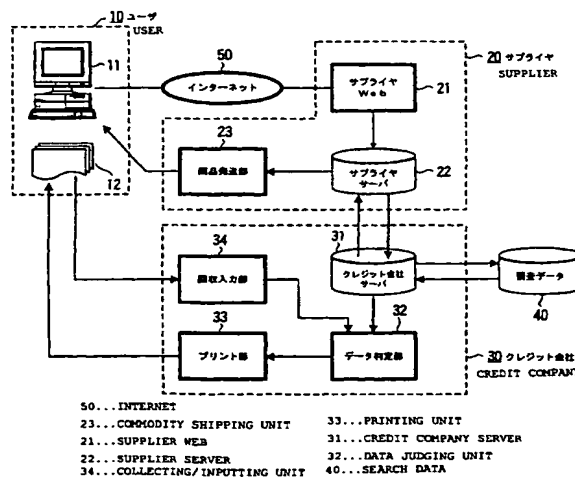 10 ユーザ
USER
11
50
インターネット
サプライヤ
Web
21
20 サプライヤ
SUPPLIER
12
23
商品発送部
サプライヤ
サーバ
22
34
回収入力部
31
クレジット会社
サーバ
調査データ
40
33
プリント部
32
データ判定部
30 クレジット会社
CREDIT COMPANY
50...INTERNET
23...COMMODITY SHIPPING UNIT
21...SUPPLIER WEB
22...SUPPLIER SERVER
34...COLLECTING/INPUTTING UNIT
33...PRINTING UNIT
31...CREDIT COMPANY SERVER
32...DATA JUDGING UNIT
40...SEARCH DATA